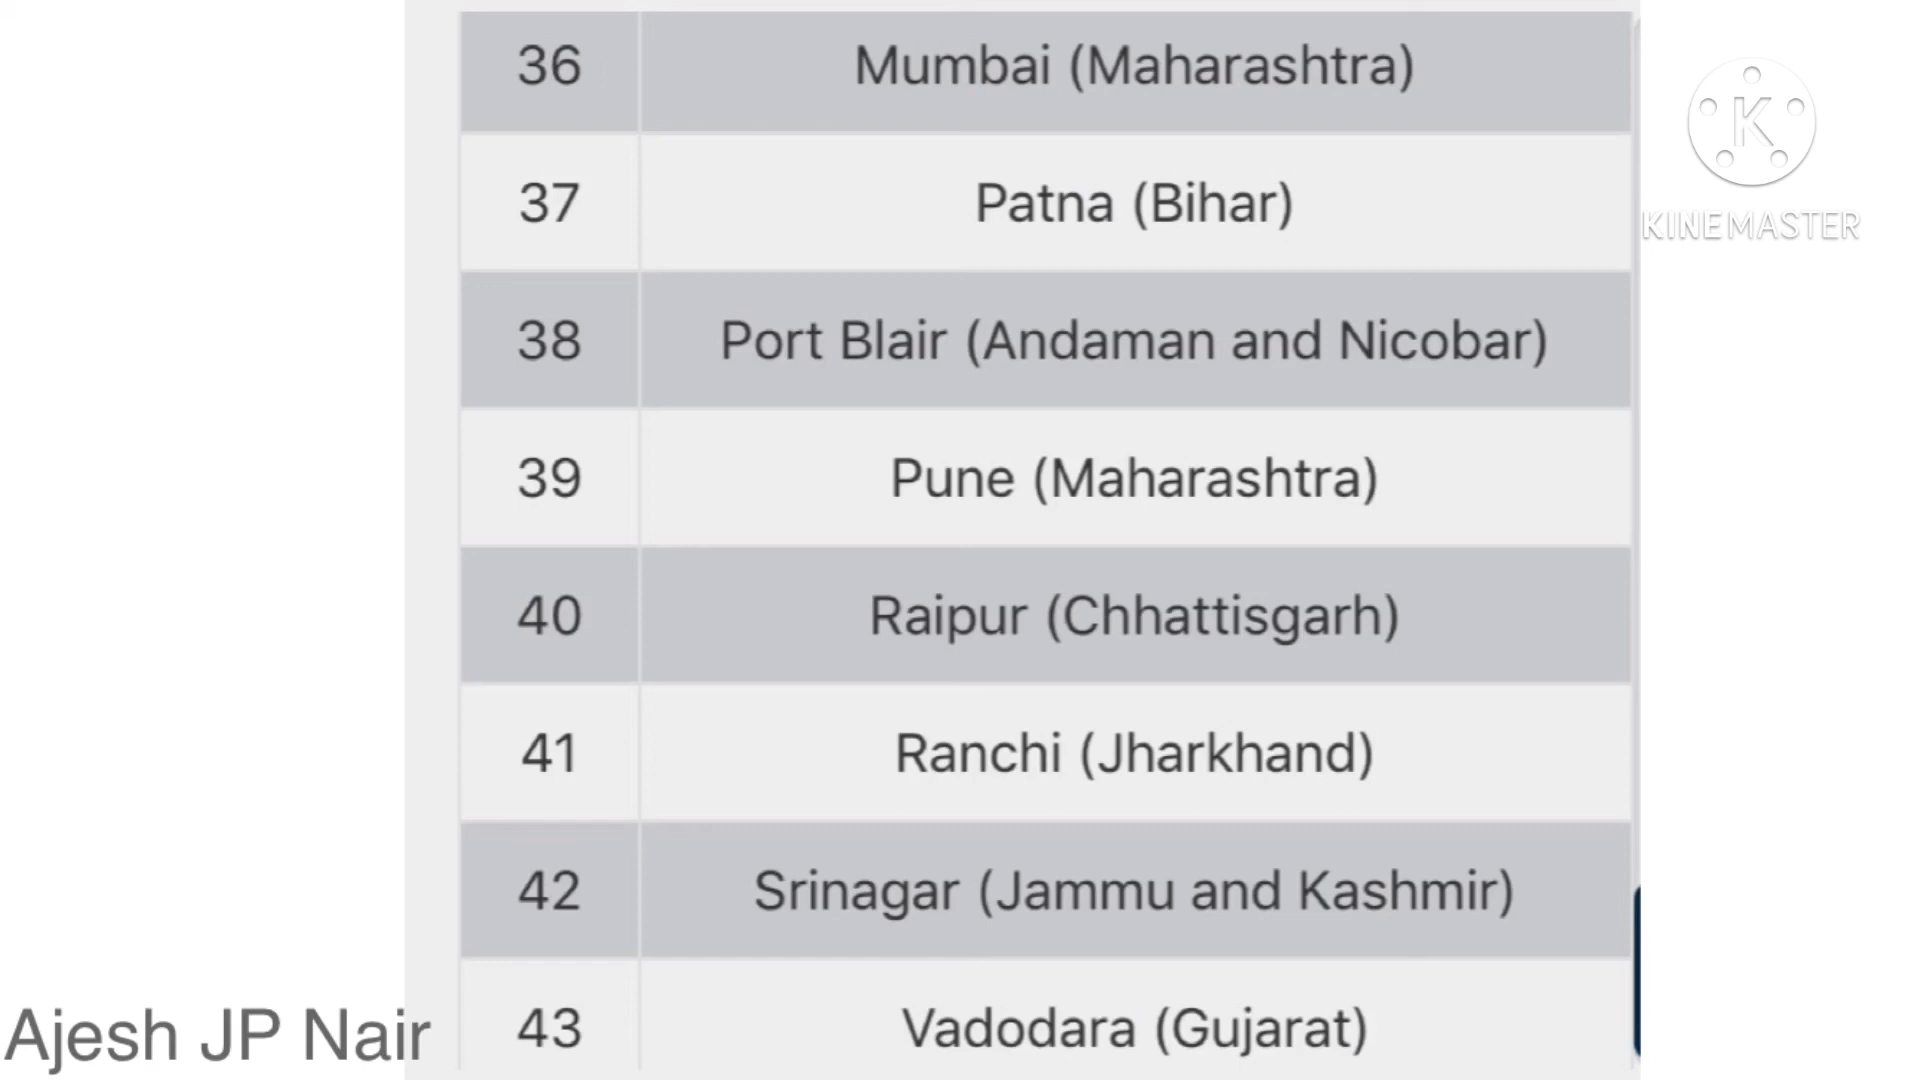 36 Mumbai (Maharashtra)
37 Patna (Bihar)
38 Port Blair (Andaman and Nicobar)
39 Pune (Maharashtra)
40 Raipur (Chhattisgarh)
41 Ranchi (Jharkhand)
42 Srinagar (Jammu and Kashmir)
43 Vadodara (Gujarat)
K
KINEMASTER
Ajesh JP Nair